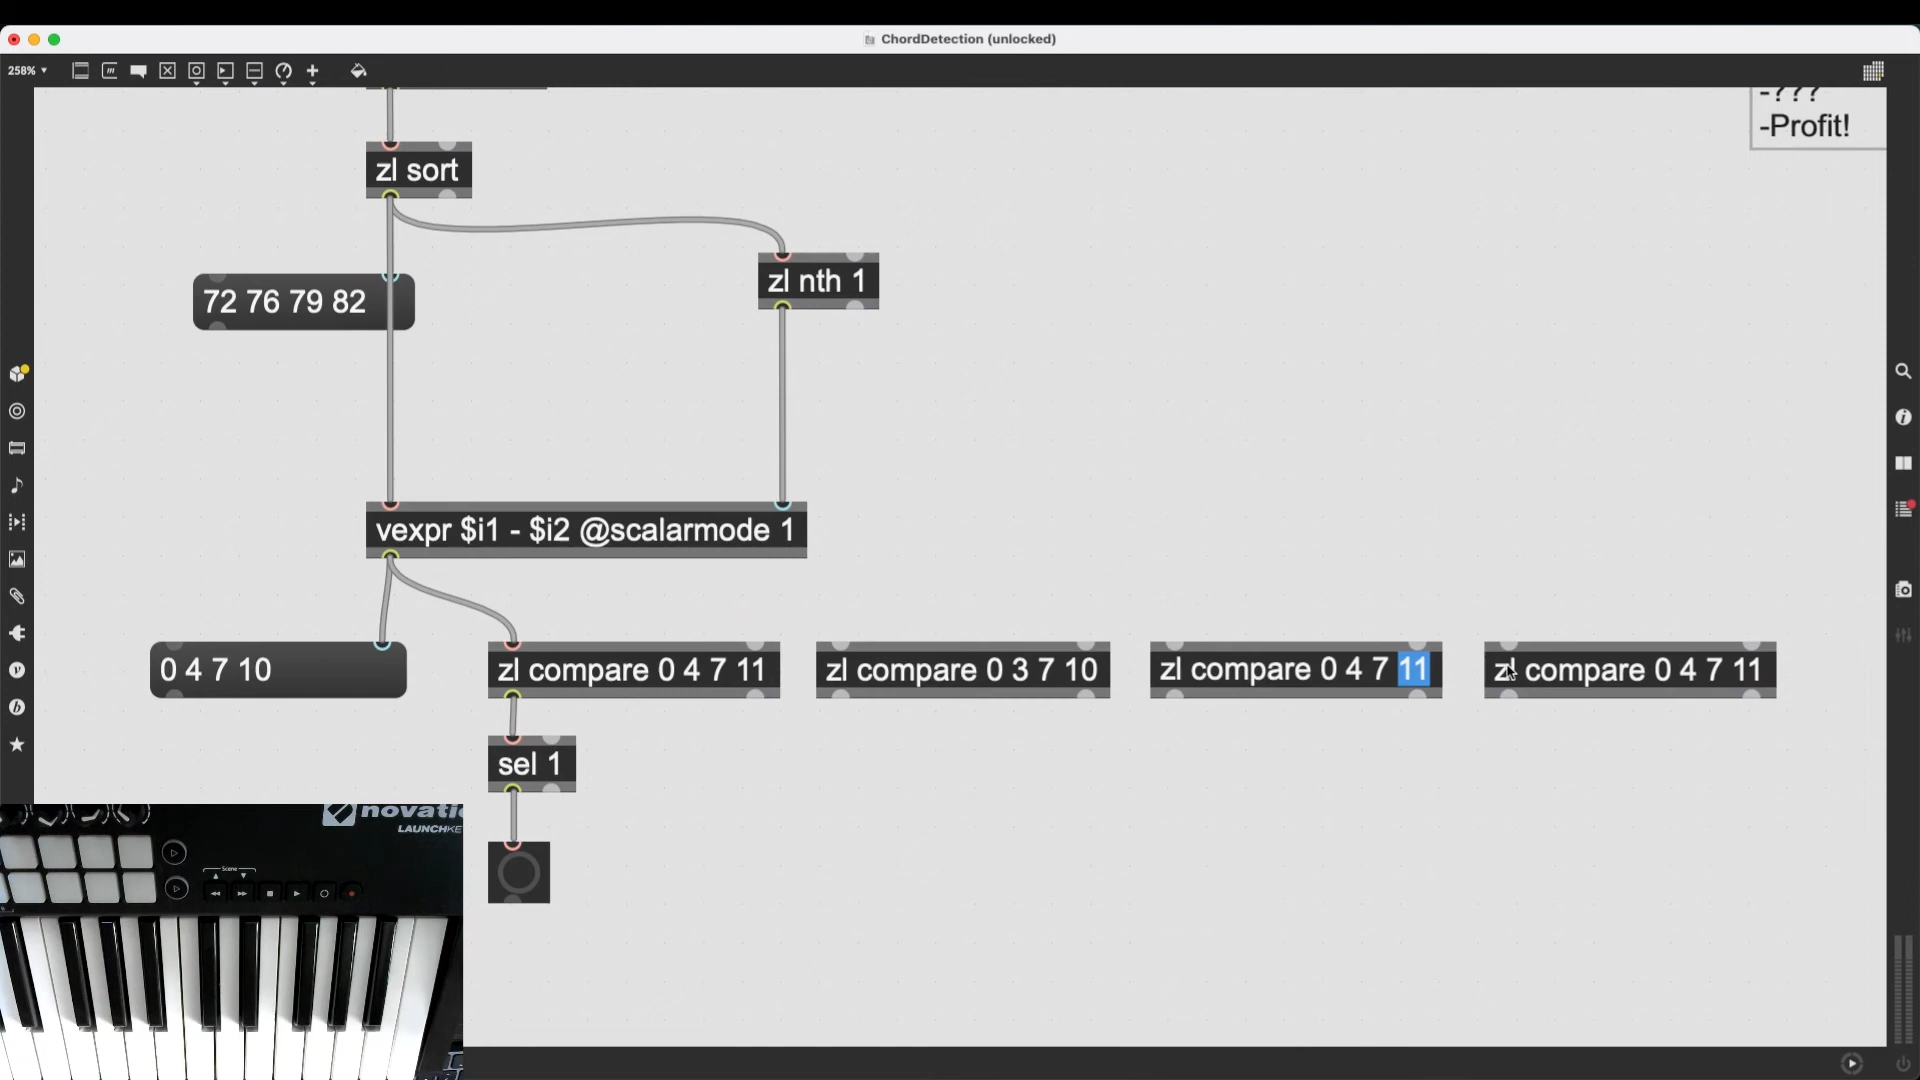 ChordDetection (unlocked)
258%
-???
-Profit!
zl sort
zl nth 1
72 76 79 82
vexpr $i1 - $i2 @scalarmode 1
0 4 7 10
zl compare 0 4 7 11
zl compare 0 3 7 10
zl compare 0 4 7 11
zl compare 0 4 7 11
sel 1
novatio
LAUNCHKE
Scene